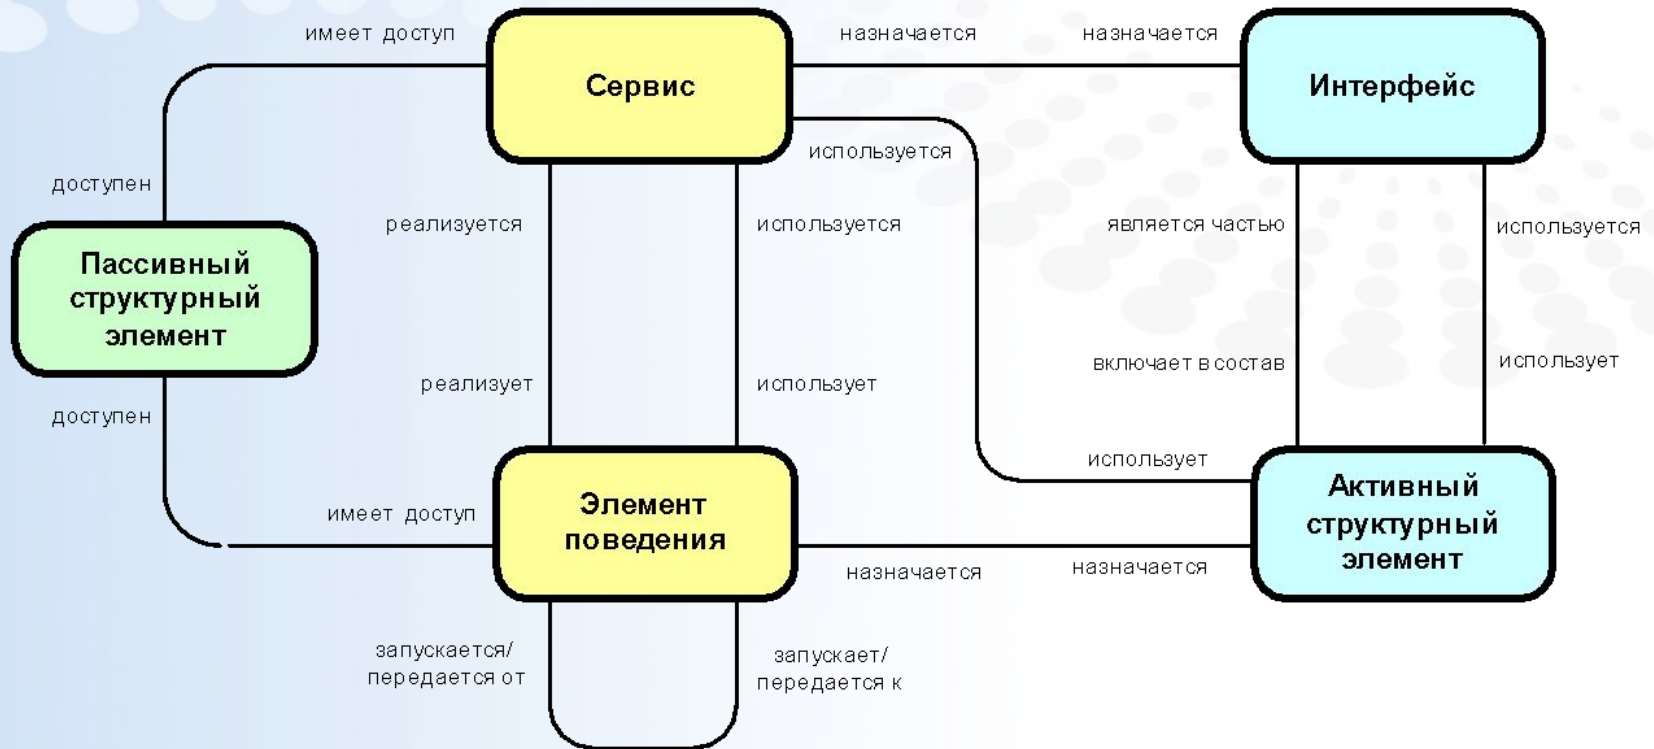 имеет доступ
назначается
назначается
Сервис
Интерфейс
используется
доступен
реализуется
используется
является частью
используется
Пассивный
структурный
элемент
включает в состав
использует
реализует
использует
доступен
использует
Активный
структурный
элемент
имеет доступ
Элемент
поведения
назначается
назначается
запускается/
передается от
запускает/
передается к